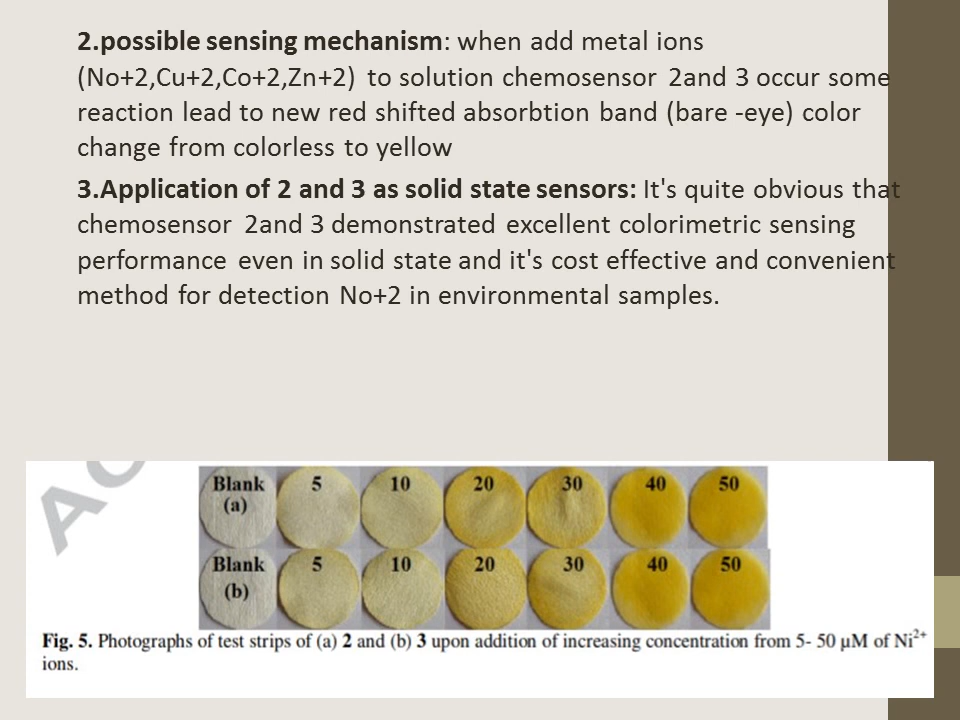 2.possible sensing mechanism: when add metal ions
(No+2,Cu+2,Co+2,Zn+2) to solution chemosensor 2and 3 occur some
reaction lead to new red shifted absorbtion band (bare -eye) color
change from colorless to yellow
3.Application of 2 and 3 as solid state sensors: It's quite obvious that
chemosensor 2and 3 demonstrated excellent colorimetric sensing
performance even in solid state and it's cost effective and convenient
method for detection No+2 in environmental samples.
Blank 5 10 20 30 40 50
(a)
Blank 5 10 20 30 40 50
(b)
Fig. 5. Photographs of test strips of (a) 2 and (b) 3 upon addition of increasing concentration from 5- 50 µM of Ni²⁺
ions.